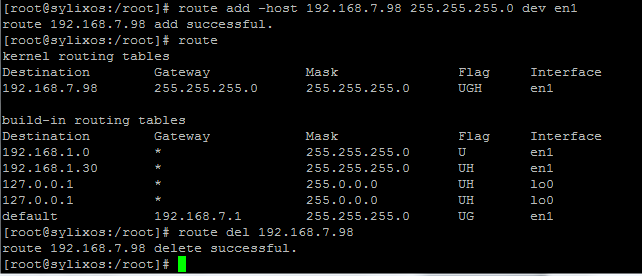 [root@sylixos:/root]# route add -host 192.168.7.98 255.255.255.0 dev en1
route 192.168.7.98 add successful.
[root@sylixos:/root]# route
kernel routing tables
Destination Gateway Mask Flag Interface
192.168.7.98 255.255.255.0 255.255.255.0 UGH en1
build-in routing tables
Destination Gateway Mask Flag Interface
192.168.1.0 * 255.255.255.0 U en1
192.168.1.30 * 255.255.255.0 UH en1
127.0.0.1 * 255.0.0.0 UH lo0
127.0.0.1 * 255.0.0.0 UH lo0
default 192.168.7.1 255.255.255.0 UG en1
[root@sylixos:/root]# route del 192.168.7.98
route 192.168.7.98 delete successful.
[root@sylixos:/root]#